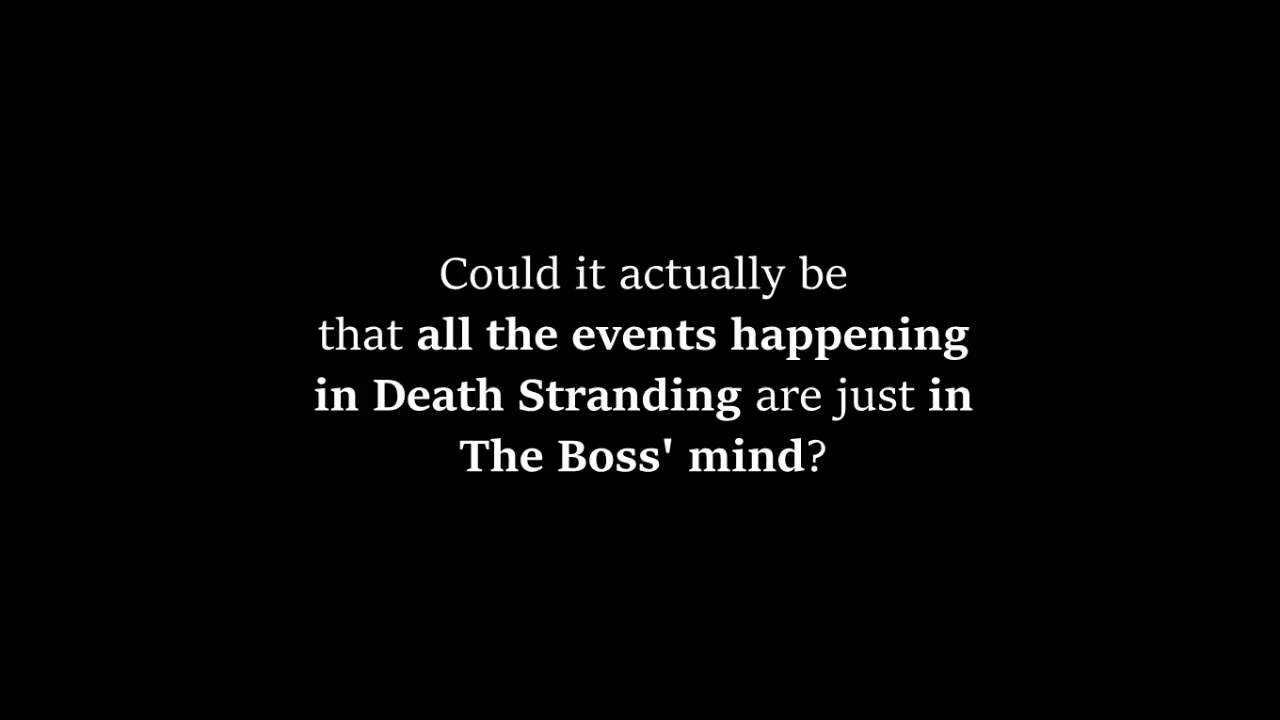 Could it actually be
that all the events happening
in Death Stranding are just in
The Boss' mind?